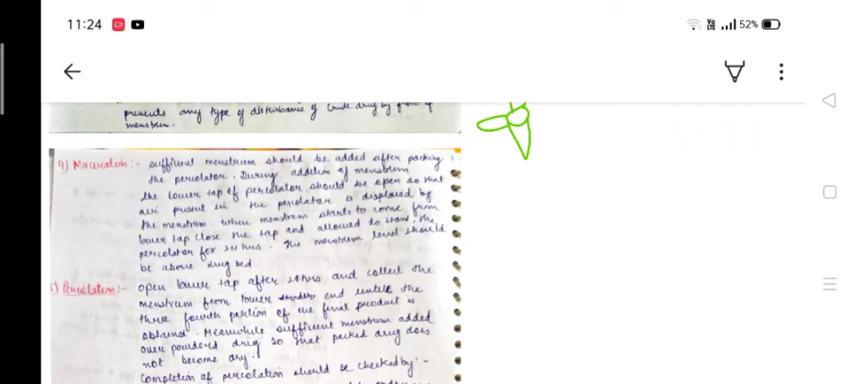 11:24
Vo LTE 52%
prevents any type of disturbance of crude drug by flow of
menstrum.
4) Maceration:- sufficient menstrum should be added after packing
the percolator. During addition of menstrum
the lower tap of percolator should be open so that
air present in the percolator is displaced by
the menstrum. when menstrum starts to come from
lower tap close the tap and allowed to the
percolator for 24 hrs. The menstrum level should
be above drug bed.
5) Percolation:- open lower tap after 24 hrs and collect the
menstrum from lower end untile the
three fourth portion of the final product is
obtaind. Meanwhile sufficient menstrum added
over powdered drug so that packed drug does
not become dry.
Completion of percolation should be checked by:-